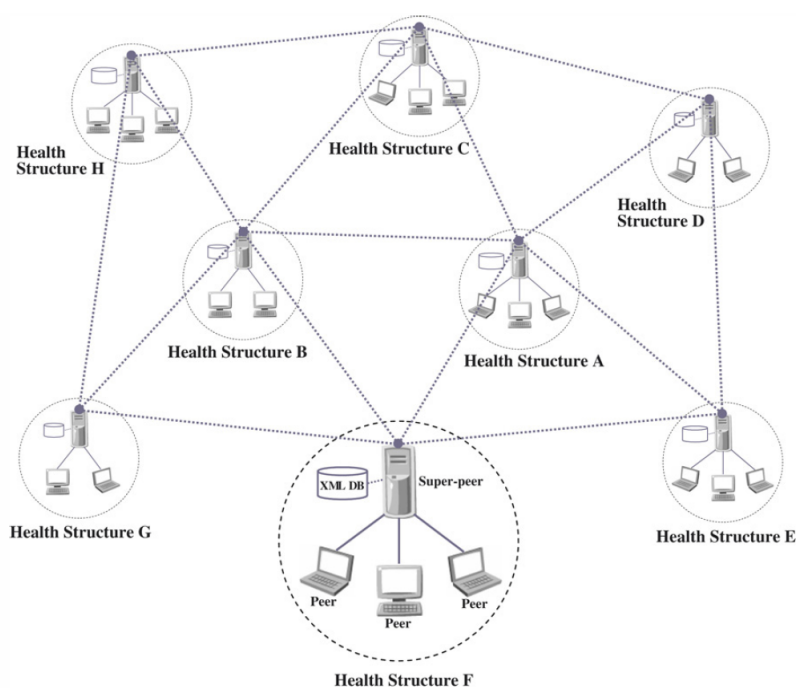 Health Structure C
Health
Structure H
Health
Structure D
Health Structure B
Health Structure A
XML DB
Super-peer
Health Structure G
Health Structure E
Peer
Peer
Peer
Health Structure F